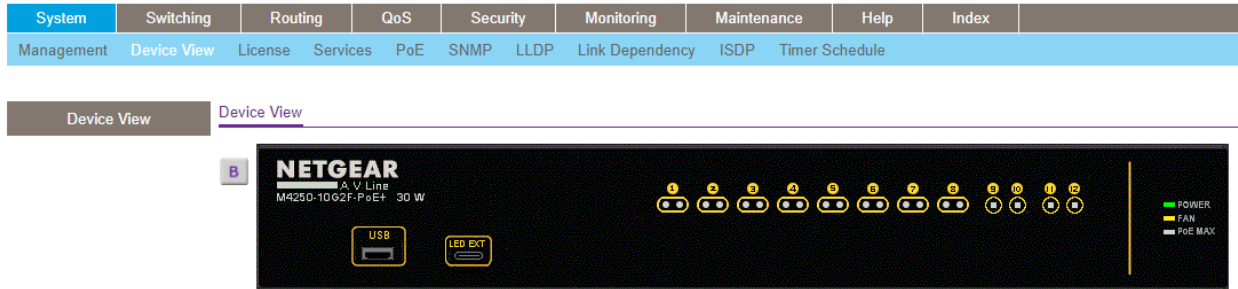 System Switching Routing QoS Security Monitoring Maintenance Help Index
Management Device View License Services PoE SNMP LLDP Link Dependency ISDP Timer Schedule
Device View
Device View
B
NETGEAR
A V Line
M4250-10G2F-PoE+ 30 W
USB
LED EXT
1 2 3 4 5 6 7 8 9 10 11 12
POWER
FAN
PoE MAX